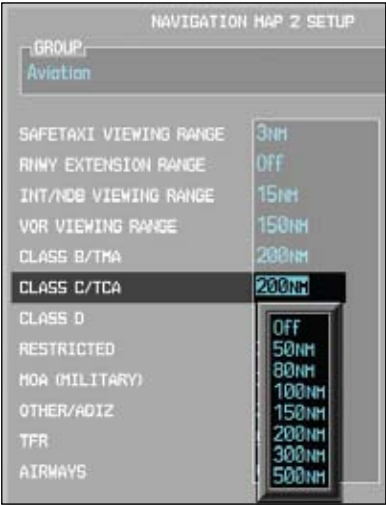 NAVIGATION MAP 2 SETUP
GROUP
Aviation
SAFETAXI VIEWING RANGE 3NM
RNWY EXTENSION RANGE Off
INT/NDB VIEWING RANGE 15NM
VOR VIEWING RANGE 150NM
CLASS B/TMA 200NM
CLASS C/TCA 200NM
CLASS D
RESTRICTED
MOA (MILITARY)
OTHER/ADIZ
TFR
AIRWAYS
Off
50NM
80NM
100NM
150NM
200NM
300NM
500NM